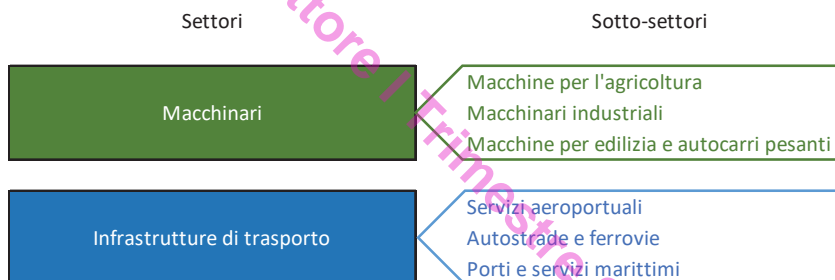 Settori
Sotto-settori
Macchinari
Macchine per l'agricoltura
Macchinari industriali
Macchine per edilizia e autocarri pesanti
Infrastrutture di trasporto
Servizi aeroportuali
Autostrade e ferrovie
Porti e servizi marittimi
Trimestre